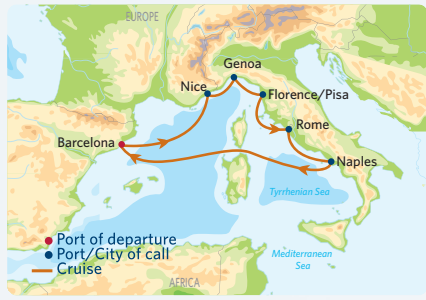 EUROPE
Genoa
Nice
Florence/Pisa
Rome
Barcelona
Naples
Tyrrhenian Sea
Port of departure
Port/City of call
Cruise
Mediterranean
Sea
AFRICA